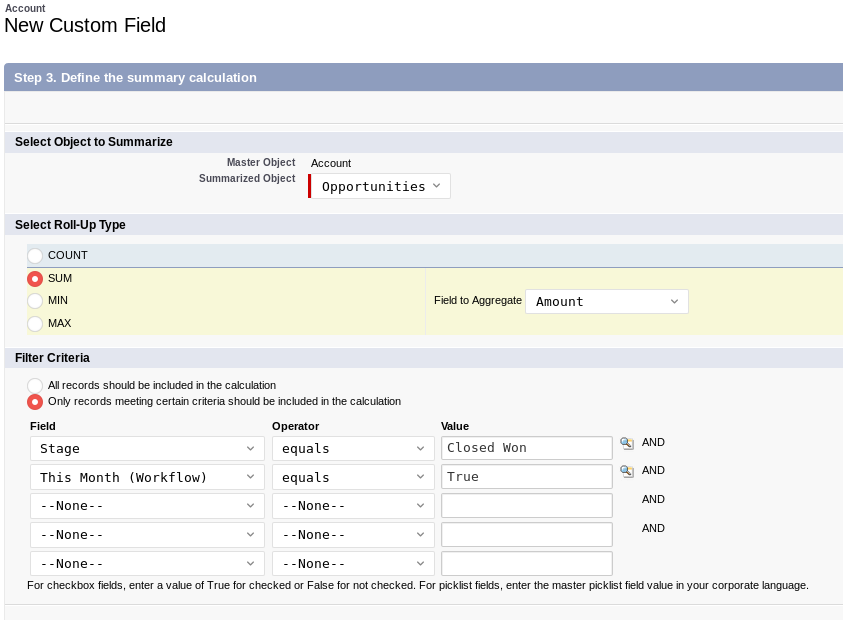 Account
New Custom Field
Step 3. Define the summary calculation
Select Object to Summarize
Master Object Account
Summarized Object Opportunities
Select Roll-Up Type
COUNT
SUM
MIN Field to Aggregate Amount
MAX
Filter Criteria
All records should be included in the calculation
Only records meeting certain criteria should be included in the calculation
Field Operator Value
Stage equals Closed Won AND
This Month (Workflow) equals True AND
--None-- --None-- AND
--None-- --None-- AND
--None-- --None--
For checkbox fields, enter a value of True for checked or False for not checked. For picklist fields, enter the master picklist field value in your corporate language.